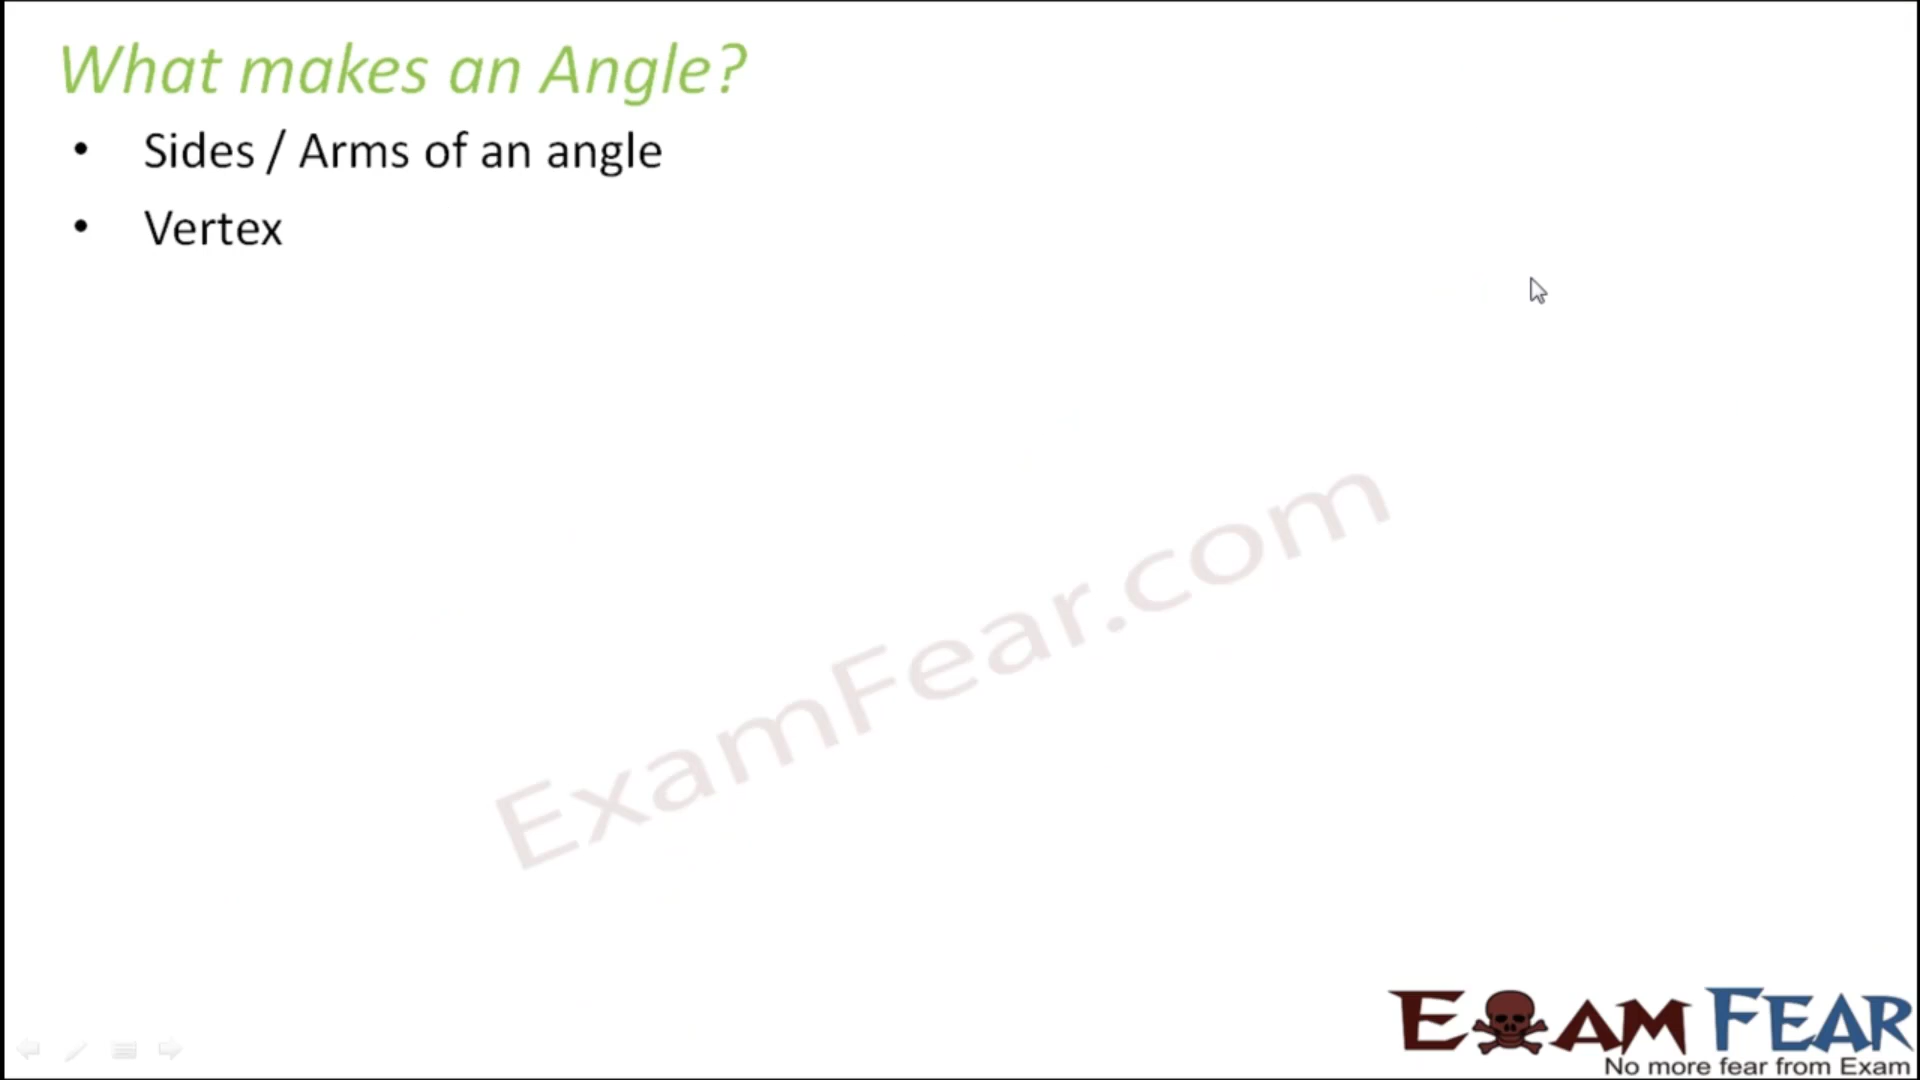 What makes an Angle?
• Sides / Arms of an angle
• Vertex
ExamFear.com
EXAM FEAR
No more fear from Exam